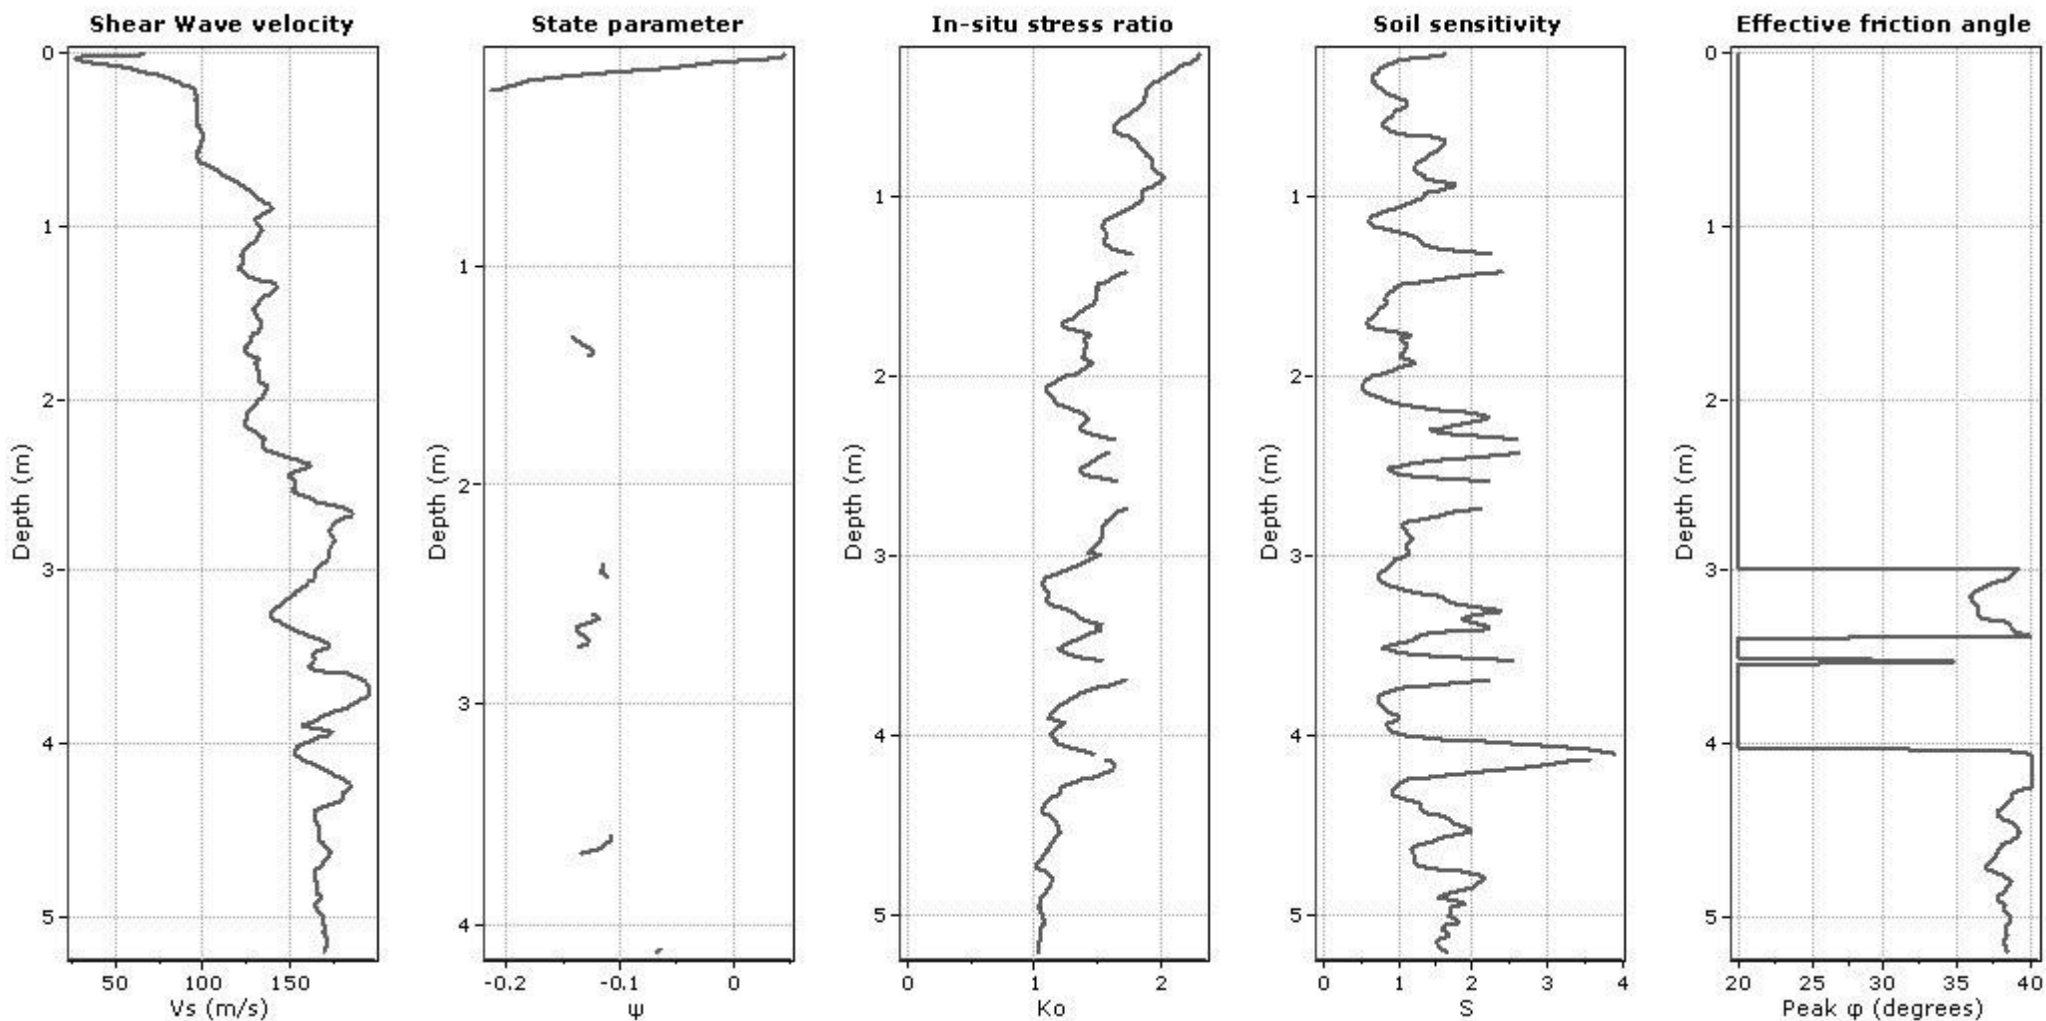 Shear Wave velocity
0
1
2
3
4
5
Depth (m)
50 100 150
Vs (m/s)
State parameter
1
2
3
4
Depth (m)
-0.2 -0.1 0
ψ
In-situ stress ratio
1
2
3
4
5
Depth (m)
0 1 2
Ko
Soil sensitivity
1
2
3
4
5
Depth (m)
0 1 2 3 4
S
Effective friction angle
0
1
2
3
4
5
Depth (m)
20 25 30 35 40
Peak φ (degrees)